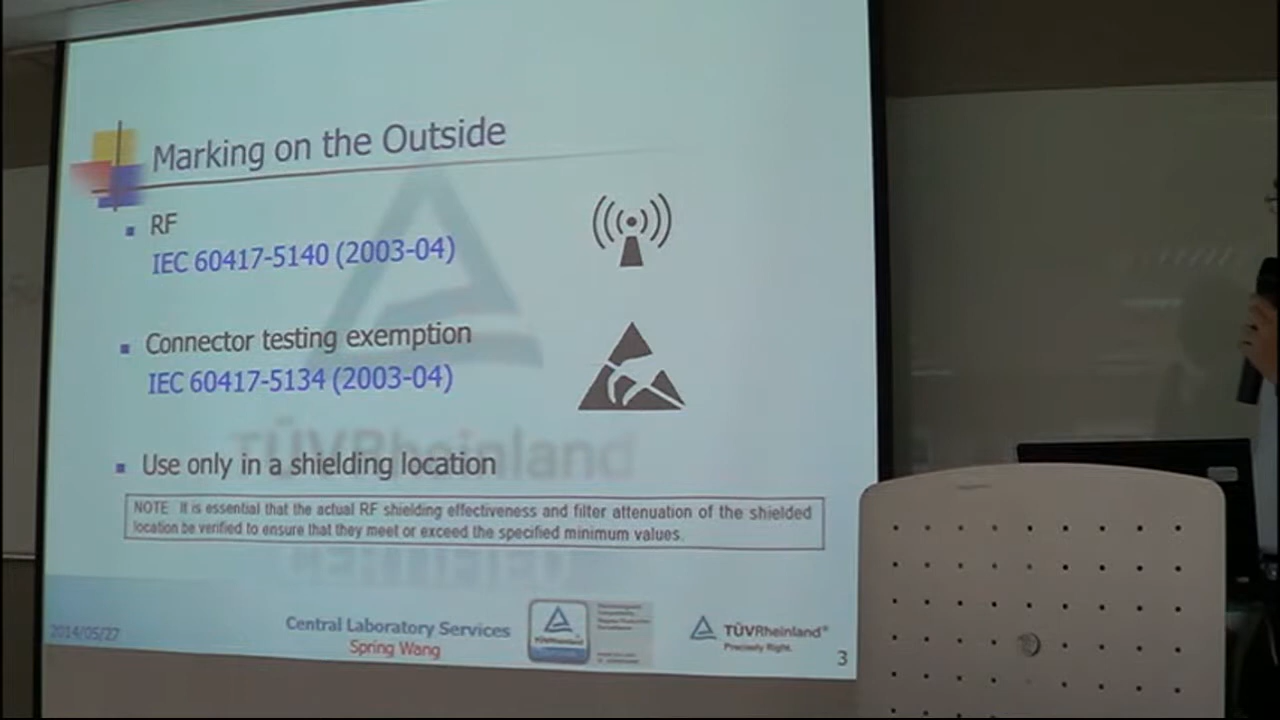 Marking on the Outside
RF
IEC 60417-5140 (2003-04)
Connector testing exemption
IEC 60417-5134 (2003-04)
TÜVRheinland
Use only in a shielding location
NOTE It is essential that the actual RF shielding effectiveness and filter attenuation of the shielded
location be verified to ensure that they meet or exceed the specified minimum values.
CERTIFIED
2014/05/27
Central Laboratory Services
Spring Wang
TÜVRheinland
TÜVRheinland®
Precisely Right.
3